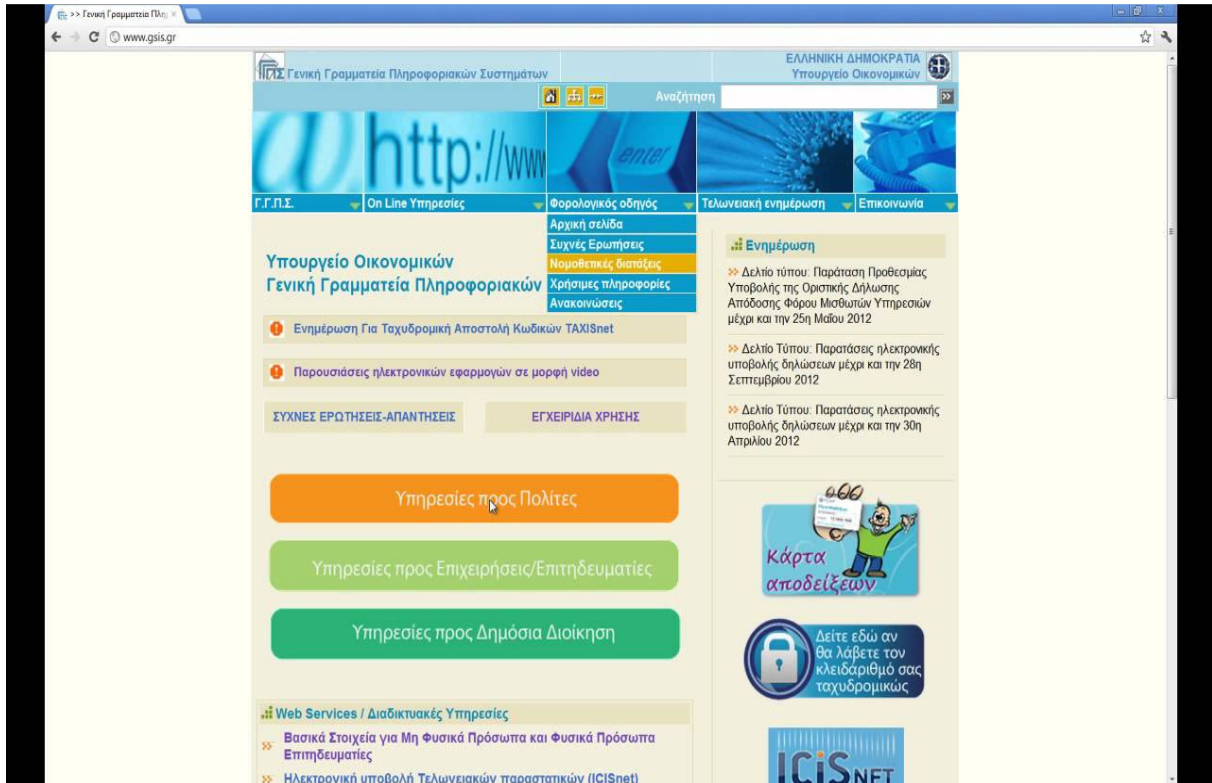 >> Γενική Γραμματεία Πλη
www.gsis.gr
ΓΓΠΣ Γενική Γραμματεία Πληροφοριακών Συστημάτων
ΕΛΛΗΝΙΚΗ ΔΗΜΟΚΡΑΤΙΑ
Υπουργείο Οικονομικών
Αναζήτηση
@ http://www
enter
Γ.Γ.Π.Σ.
On Line Υπηρεσίες
Φορολογικός οδηγός
Τελωνειακή ενημέρωση
Επικοινωνία
Αρχική σελίδα
Συχνές Ερωτήσεις
Νομοθετικές διατάξεις
Χρήσιμες πληροφορίες
Ανακοινώσεις
Υπουργείο Οικονομικών
Γενική Γραμματεία Πληροφοριακών
Ενημέρωση Για Ταχυδρομική Αποστολή Κωδικών TAXISnet
Παρουσιάσεις ηλεκτρονικών εφαρμογών σε μορφή video
ΣΥΧΝΕΣ ΕΡΩΤΗΣΕΙΣ-ΑΠΑΝΤΗΣΕΙΣ
ΕΓΧΕΙΡΙΔΙΑ ΧΡΗΣΗΣ
Υπηρεσίες προς Πολίτες
Υπηρεσίες προς Επιχειρήσεις/Επιτηδευματίες
Υπηρεσίες προς Δημόσια Διοίκηση
Web Services / Διαδικτυακές Υπηρεσίες
Βασικά Στοιχεία για Μη Φυσικά Πρόσωπα και Φυσικά Πρόσωπα
Επιτηδευματίες
Ηλεκτρονική υποβολή Τελωνειακών παραστατικών (ICISnet)
Ενημέρωση
Δελτίο τύπου: Παράταση Προθεσμίας
Υποβολής της Οριστικής Δήλωσης
Απόδοσης Φόρου Μισθωτών Υπηρεσιών
μέχρι και την 25η Μαΐου 2012
Δελτίο Τύπου: Παρατάσεις ηλεκτρονικής
υποβολής δηλώσεων μέχρι και την 28η
Σεπτεμβρίου 2012
Δελτίο Τύπου: Παρατάσεις ηλεκτρονικής
υποβολής δηλώσεων μέχρι και την 30η
Απριλίου 2012
Κάρτα
αποδείξεων
Δείτε εδώ αν
θα λάβετε τον
κλειδάριθμό σας
ταχυδρομικώς
ICISNET